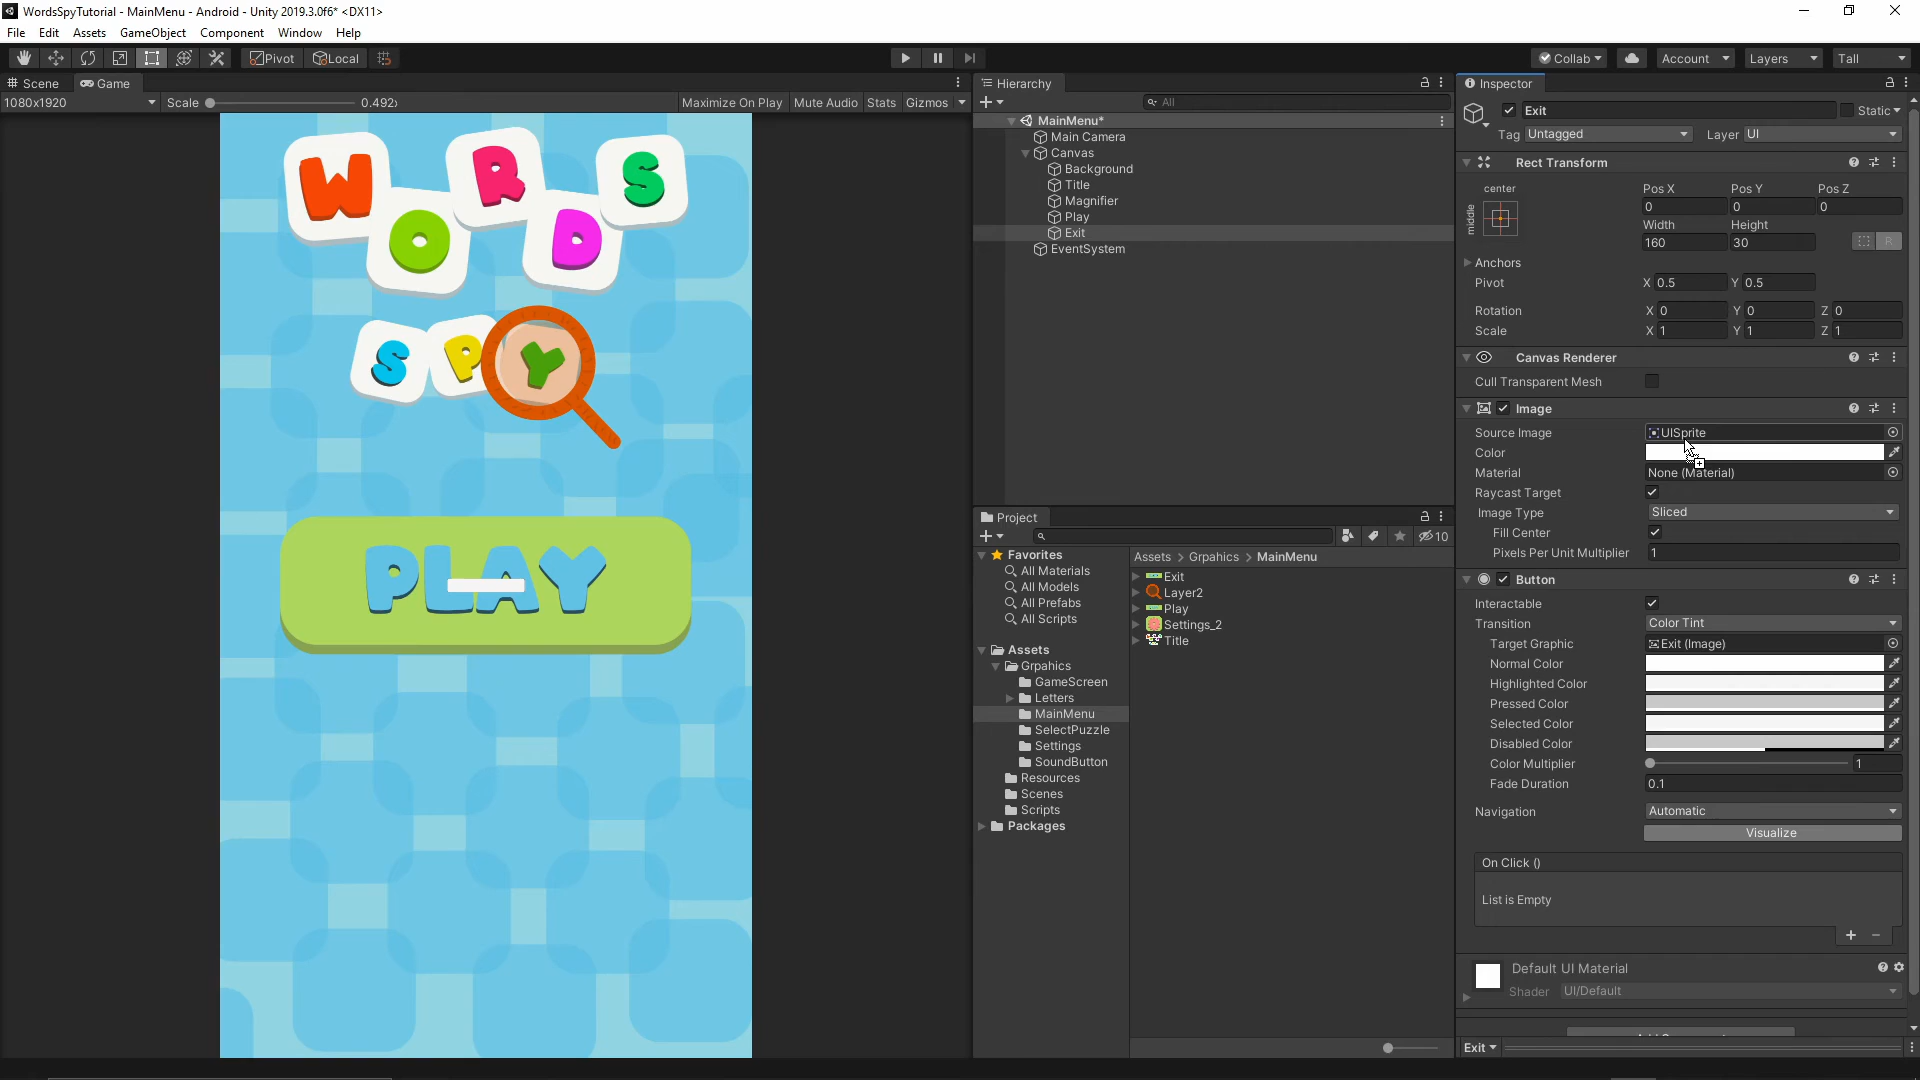 WordsSpyTutorial - MainMenu - Android - Unity 2019.3.0f6* <DX11>
File Edit Assets GameObject Component Window Help
Pivot Local Collab Account Layers Tall
Scene Game
1080x1920 Scale 0.492x Maximize On Play Mute Audio Stats Gizmos
WORDS
SPY
PLAY
Hierarchy
All
MainMenu*
Main Camera
Canvas
Background
Title
Magnifier
Play
Exit
EventSystem
Project
10
Favorites
All Materials
All Models
All Prefabs
All Scripts
Assets
Grpahics
GameScreen
Letters
MainMenu
SelectPuzzle
Settings
SoundButton
Resources
Scenes
Scripts
Packages
Assets > Grpahics > MainMenu
Exit
Layer2
Play
Settings_2
Title
Inspector
Exit Static
Tag Untagged Layer UI
Rect Transform
center
middle
Pos X Pos Y Pos Z
0 0 0
Width Height
160 30
R
Anchors
Pivot X 0.5 Y 0.5
Rotation X 0 Y 0 Z 0
Scale X 1 Y 1 Z 1
Canvas Renderer
Cull Transparent Mesh
Image
Source Image UISprite
Color
Material None (Material)
Raycast Target
Image Type Sliced
Fill Center
Pixels Per Unit Multiplier 1
Button
Interactable
Transition Color Tint
Target Graphic Exit (Image)
Normal Color
Highlighted Color
Pressed Color
Selected Color
Disabled Color
Color Multiplier 1
Fade Duration 0.1
Navigation Automatic
Visualize
On Click ()
List is Empty
Default UI Material
Shader UI/Default
Exit